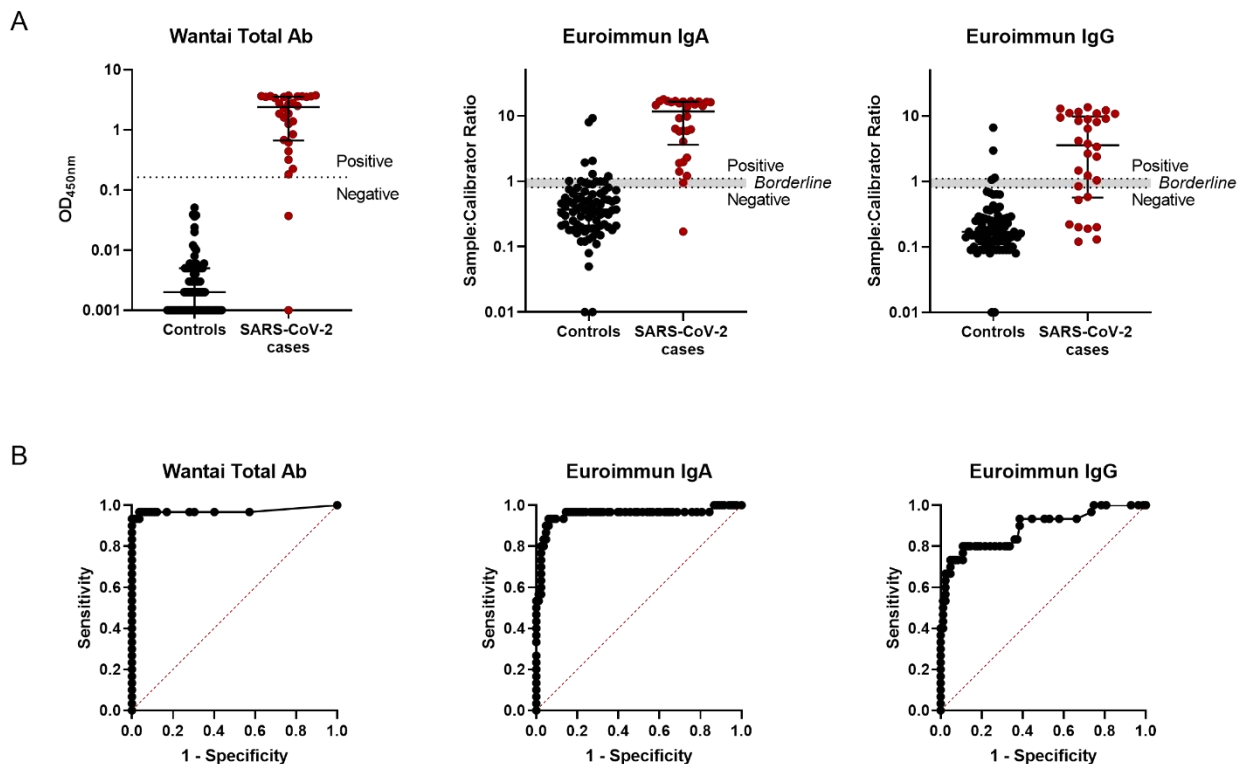 A
Wantai Total Ab
OD450nm
10
1
0.1
0.01
0.001
Positive
Negative
Controls
SARS-CoV-2
cases
Euroimmun IgA
Sample:Calibrator Ratio
10
1
0.1
0.01
Positive
Borderline
Negative
Controls
SARS-CoV-2
cases
Euroimmun IgG
Sample:Calibrator Ratio
10
1
0.1
0.01
Positive
Borderline
Negative
Controls
SARS-CoV-2
cases
B
Wantai Total Ab
Sensitivity
1.0
0.8
0.6
0.4
0.2
0.0
0.0 0.2 0.4 0.6 0.8 1.0
1 - Specificity
Euroimmun IgA
Sensitivity
1.0
0.8
0.6
0.4
0.2
0.0
0.0 0.2 0.4 0.6 0.8 1.0
1 - Specificity
Euroimmun IgG
Sensitivity
1.0
0.8
0.6
0.4
0.2
0.0
0.0 0.2 0.4 0.6 0.8 1.0
1 - Specificity